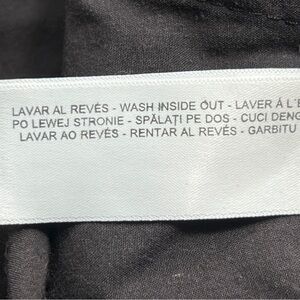 LAVAR AL REVÉS - WASH INSIDE OUT - LAVER Á L'E
PO LEWEJ STRONIE - SPĂLAȚI PE DOS - CUCI DENG
LAVAR AO REVÉS - RENTAR AL REVÉS - GARBITU